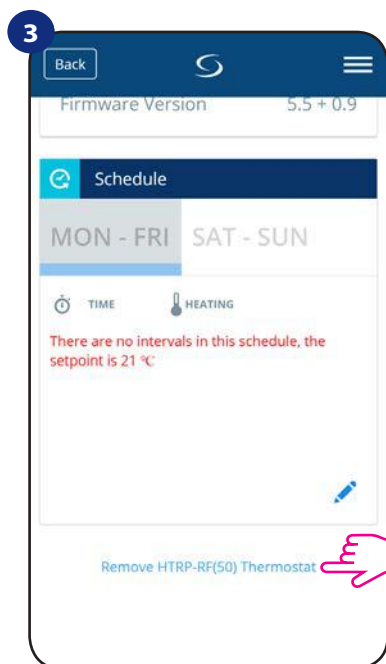 3
Back
Firmware Version 5.5 + 0.9
Schedule
MON - FRI SAT - SUN
TIME HEATING
There are no intervals in this schedule, the
setpoint is 21 °C
Remove HTRP-RF(50) Thermostat